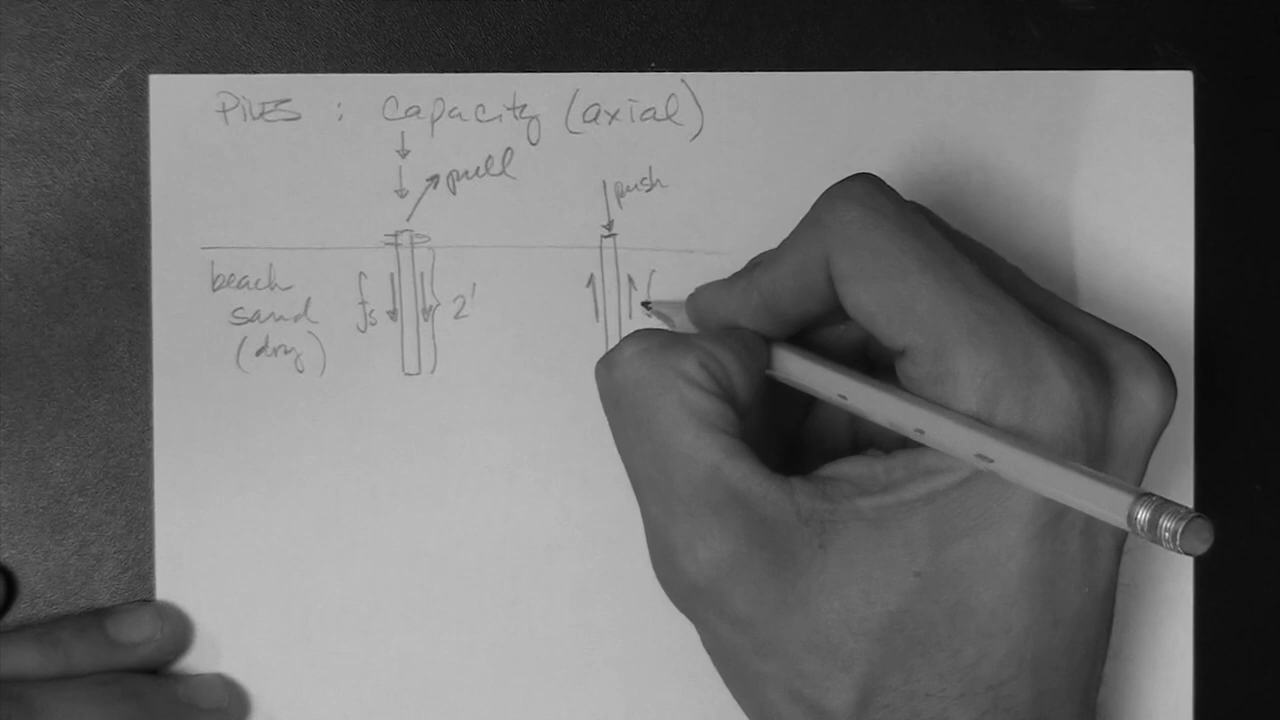 PILES : capacity (axial)
pull
push
beach
sand
(dry)
fs
2'